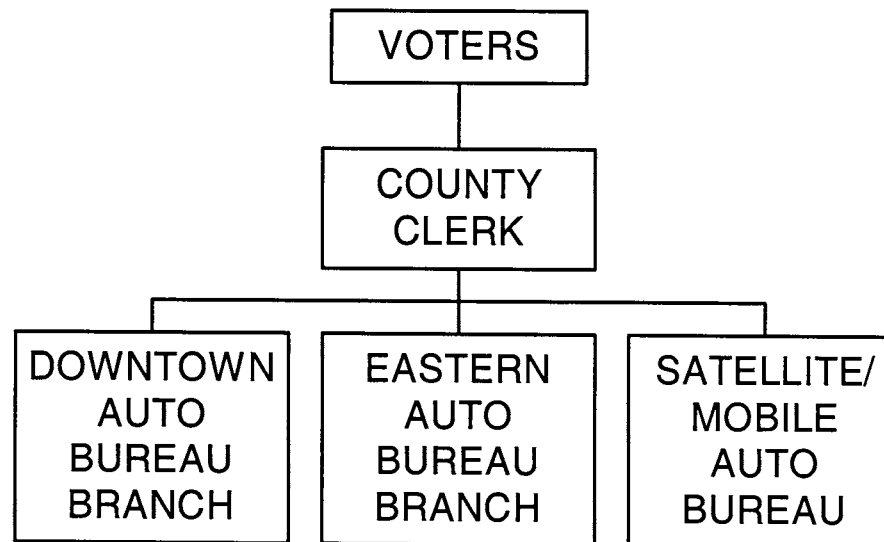 VOTERS
COUNTY
CLERK
DOWNTOWN
AUTO
BUREAU
BRANCH
EASTERN
AUTO
BUREAU
BRANCH
SATELLITE/
MOBILE
AUTO
BUREAU